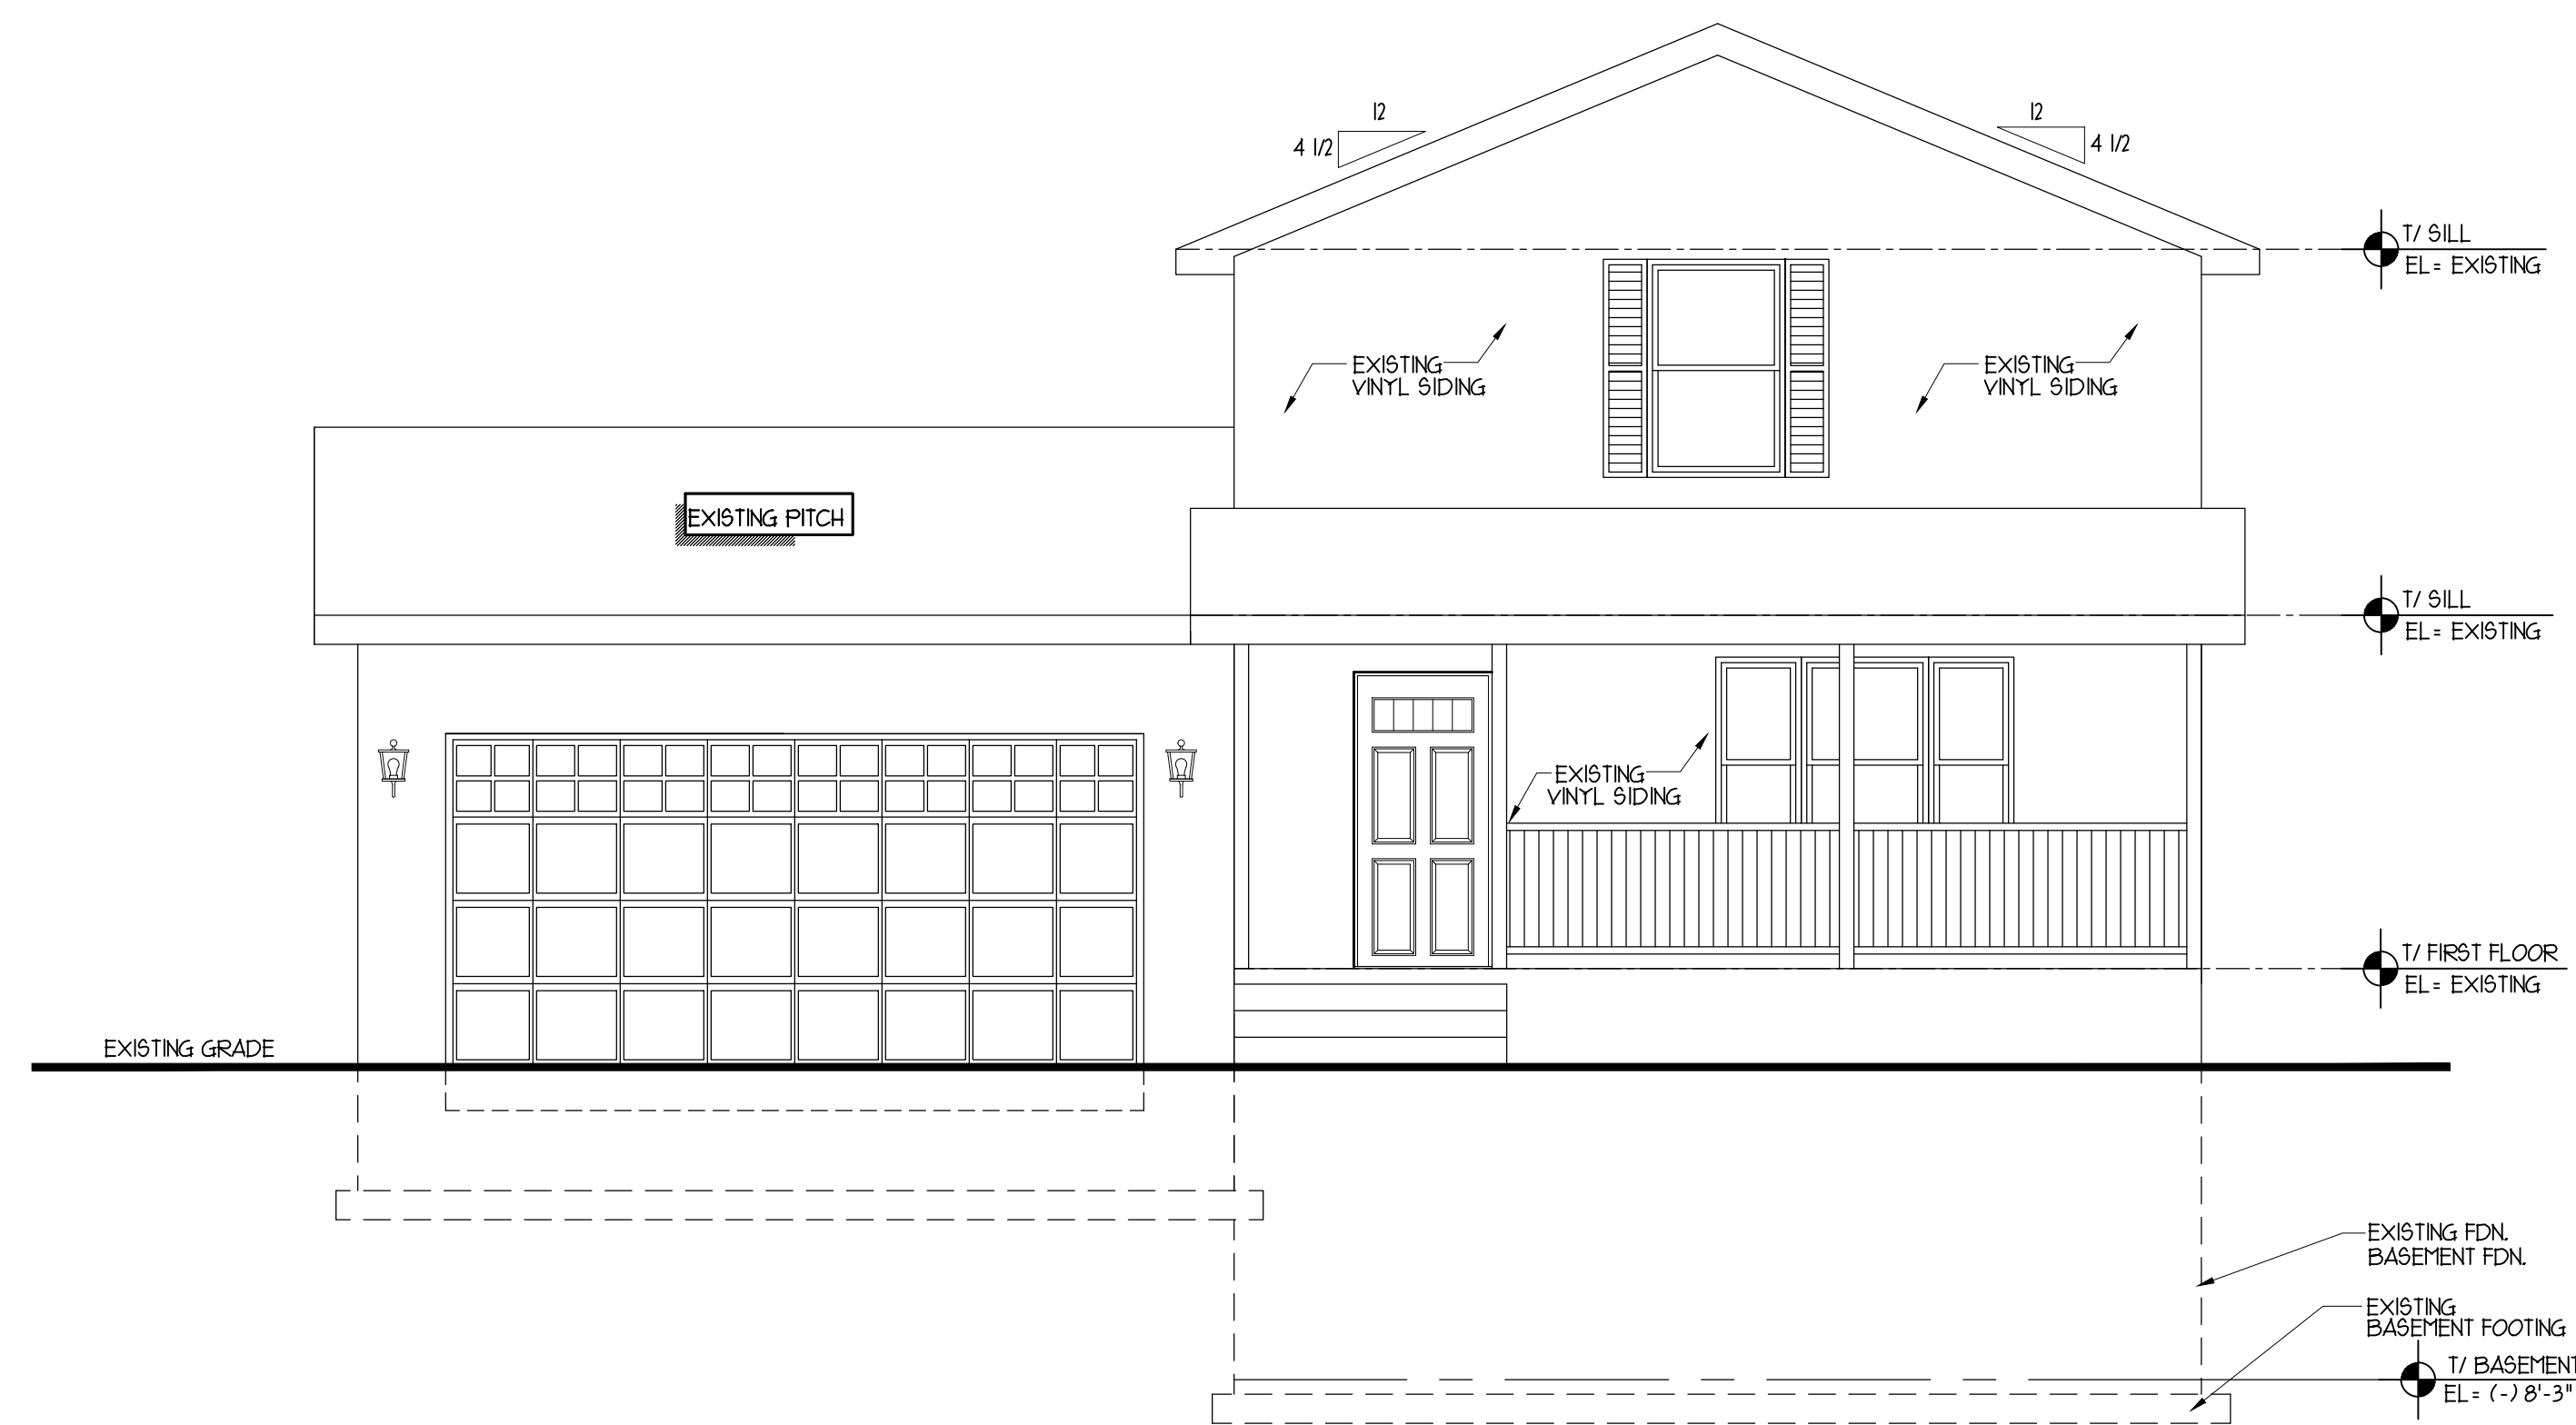 12
4 1/2
12
4 1/2
T/ SILL
EL= EXISTING
EXISTING
VINYL SIDING
EXISTING
VINYL SIDING
EXISTING PITCH
T/ SILL
EL= EXISTING
EXISTING
VINYL SIDING
T/ FIRST FLOOR
EL= EXISTING
EXISTING GRADE
EXISTING FDN.
BASEMENT FDN.
EXISTING
BASEMENT FOOTING
T/ BASEMENT
EL= (-) 8'-3"